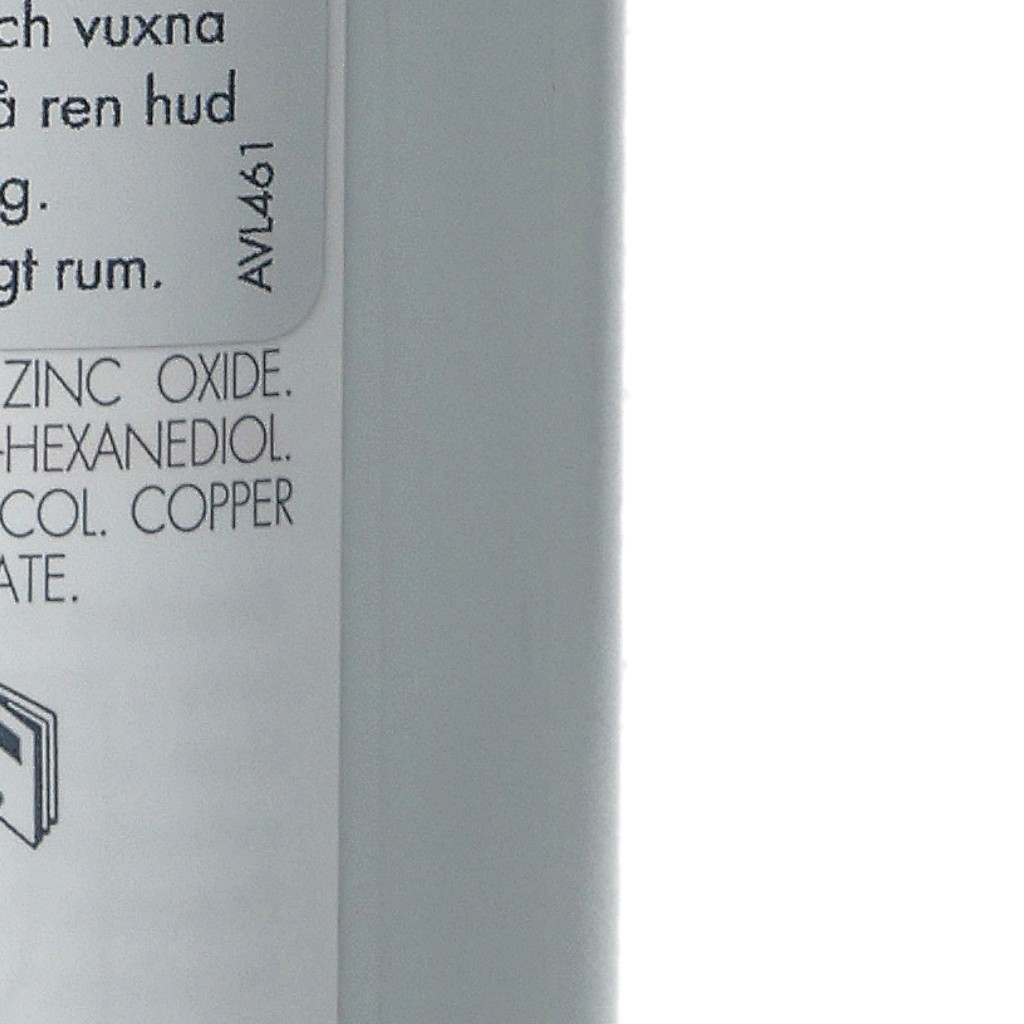 ch vuxna
å ren hud
g.
gt rum.
AVL461
ZINC OXIDE.
-HEXANEDIOL.
COL. COPPER
ATE.